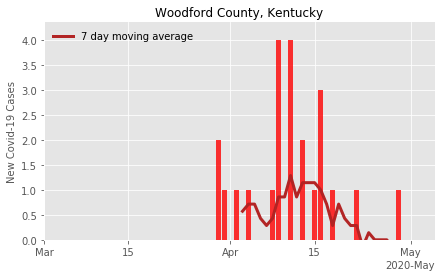 Woodford County, Kentucky
7 day moving average
New Covid-19 Cases
4.0
3.5
3.0
2.5
2.0
1.5
1.0
0.5
0.0
Mar
15
Apr
15
May
2020-May